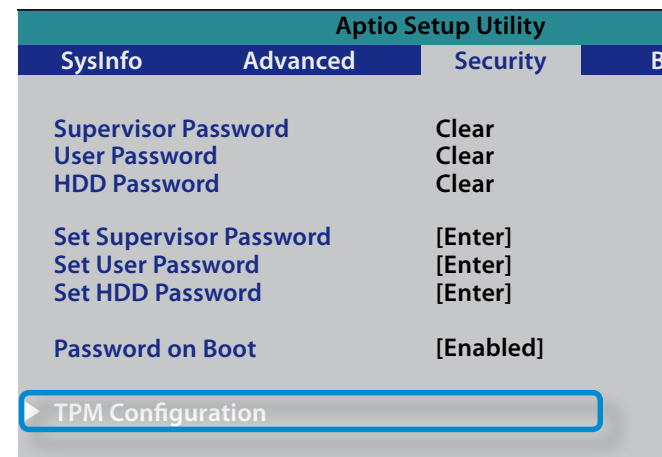 Aptio Setup Utility
SysInfo Advanced Security B
Supervisor Password Clear
User Password Clear
HDD Password Clear
Set Supervisor Password [Enter]
Set User Password [Enter]
Set HDD Password [Enter]
Password on Boot [Enabled]
TPM Configuration